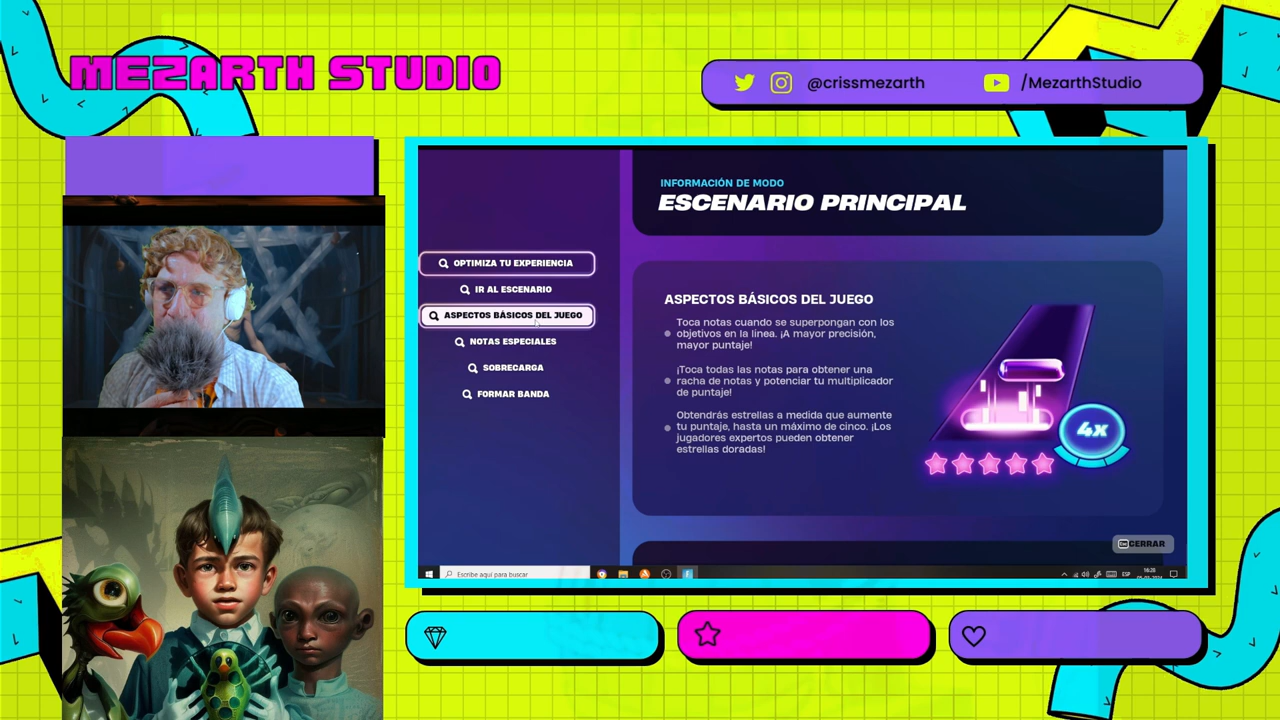 MEZARTH STUDIO
@crissmezarth
/MezarthStudio
INFORMACIÓN DE MODO
ESCENARIO PRINCIPAL
OPTIMIZA TU EXPERIENCIA
IR AL ESCENARIO
ASPECTOS BÁSICOS DEL JUEGO
NOTAS ESPECIALES
SOBRECARGA
FORMAR BANDA
ASPECTOS BÁSICOS DEL JUEGO
Toca notas cuando se superpongan con los
objetivos en la línea. ¡A mayor precisión,
mayor puntaje!
¡Toca todas las notas para obtener una
racha de notas y potenciar tu multiplicador
de puntaje!
Obtendrás estrellas a medida que aumente
tu puntaje, hasta un máximo de cinco. ¡Los
jugadores expertos pueden obtener
estrellas doradas!
4x
CERRAR
Escribe aquí para buscar
ESP
16:28